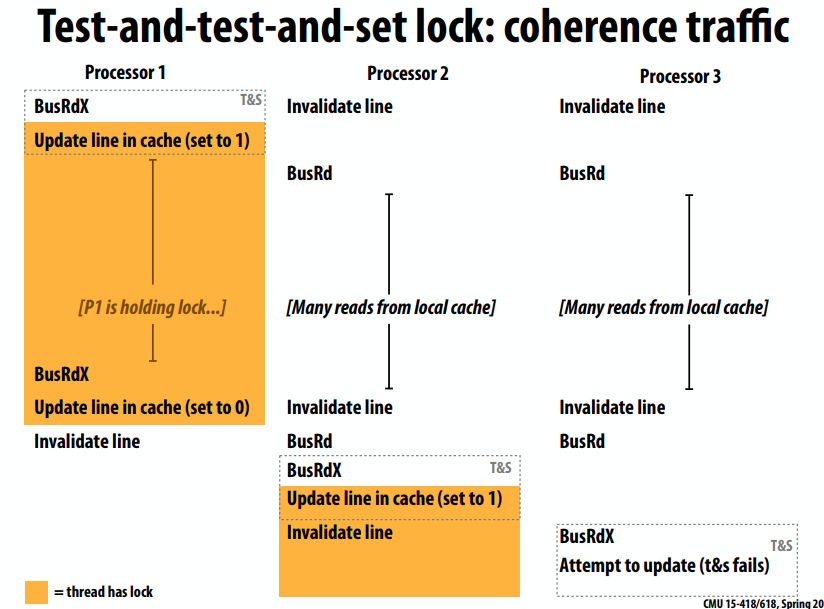 Test-and-test-and-set lock: coherence traffic
Processor 1
Processor 2
Processor 3
BusRdX
T&S
Invalidate line
Invalidate line
Update line in cache (set to 1)
BusRd
BusRd
[P1 is holding lock...]
[Many reads from local cache]
[Many reads from local cache]
BusRdX
Update line in cache (set to 0)
Invalidate line
Invalidate line
Invalidate line
BusRd
BusRd
BusRdX
T&S
Update line in cache (set to 1)
Invalidate line
BusRdX
T&S
Attempt to update (t&s fails)
= thread has lock
CMU 15-418/618, Spring 20